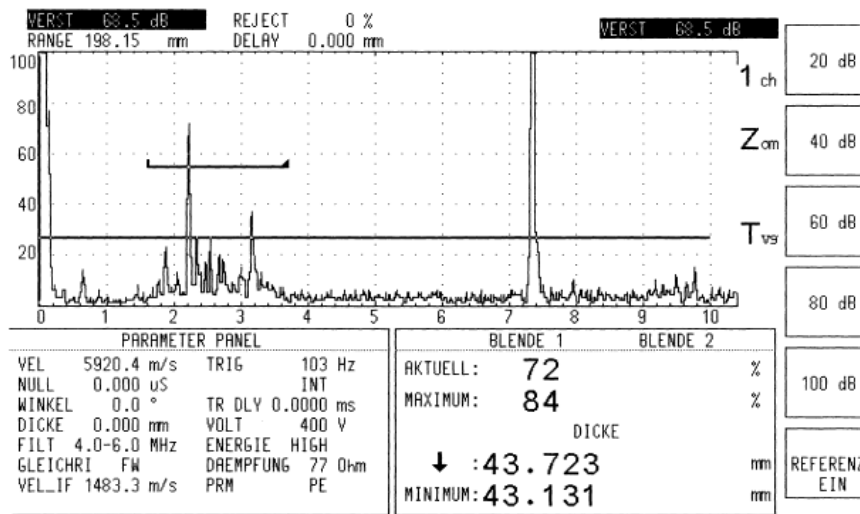 VERST 68.5 dB REJECT 0 % VERST 68.5 dB
RANGE 198.15 mm DELAY 0.000 mm
100
80
60
40
20
0 1 2 3 4 5 6 7 8 9 10
1 ch
Z om
T vg
20 dB
40 dB
60 dB
80 dB
100 dB
REFERENZ
EIN
PARAMETER PANEL
VEL 5920.4 m/s TRIG 103 Hz
NULL 0.000 uS INT
WINKEL 0.0 ° TR DLY 0.0000 ms
DICKE 0.000 mm VOLT 400 V
FILT 4.0-6.0 MHz ENERGIE HIGH
GLEICHRI FW DAEMPFUNG 77 Ohm
VEL_IF 1483.3 m/s PRM PE
BLENDE 1 BLENDE 2
AKTUELL: 72 %
MAXIMUM: 84 %
DICKE
↓ :43.723 mm
MINIMUM:43.131 mm